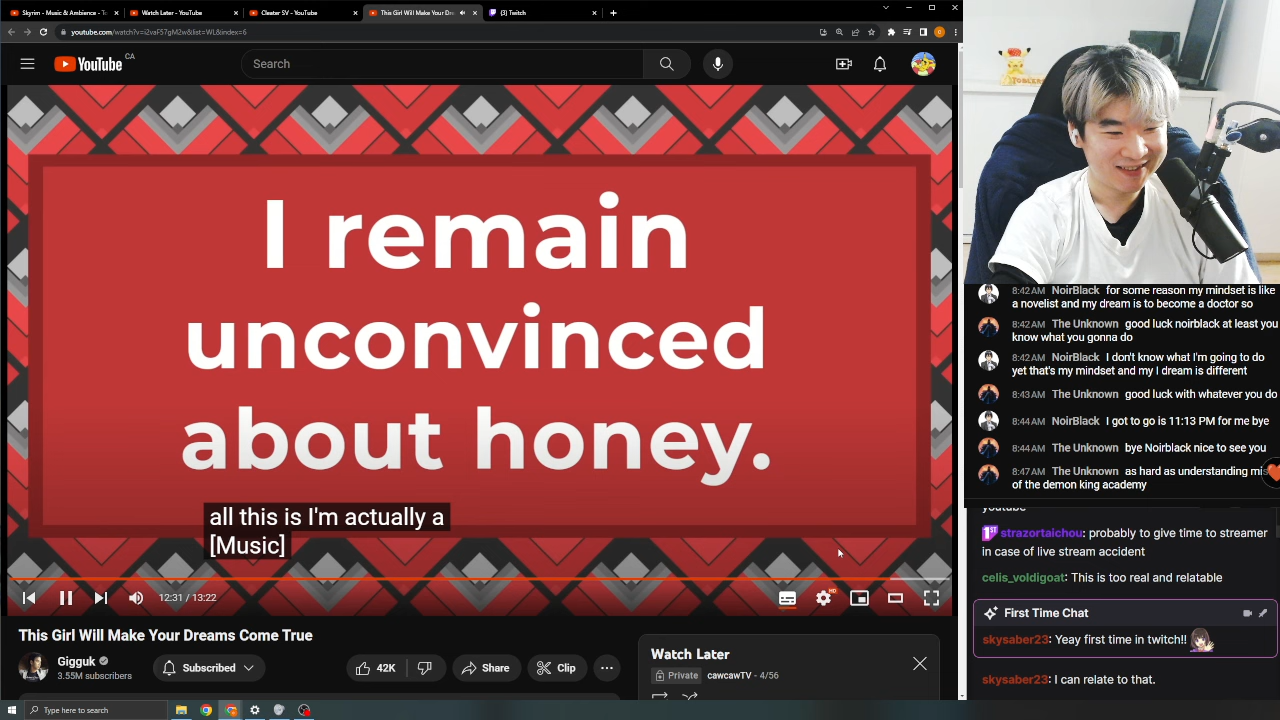 Skyrim - Music & Ambience - To
Watch Later - YouTube
Cleater SV - YouTube
This Girl Will Make Your Dre
(3) Twitch
youtube.com/watch?v=i2vaF57gM2w&list=WL&index=6
YouTube CA
Search
I remain
unconvinced
about honey.
all this is I'm actually a
[Music]
12:31 / 13:22
HD
This Girl Will Make Your Dreams Come True
Gigguk
3.55M subscribers
Subscribed
42K
Share
Clip
Watch Later
Private
cawcawTV - 4/56
Type here to search
8:42 AM NoirBlack for some reason my mindset is like
a novelist and my dream is to become a doctor so
8:42 AM The Unknown good luck noirblack at least you
know what you gonna do
8:42 AM NoirBlack I don't know what I'm going to do
yet that's my mindset and my I dream is different
8:43 AM The Unknown good luck with whatever you do
8:44 AM NoirBlack I got to go is 11:13 PM for me bye
8:44 AM The Unknown bye Noirblack nice to see you
8:47 AM The Unknown as hard as understanding mis
of the demon king academy
youtube
1ST strazortaichou: probably to give time to streamer
in case of live stream accident
celis_voldigoat: This is too real and relatable
First Time Chat
skysaber23: Yeay first time in twitch!!
skysaber23: I can relate to that.